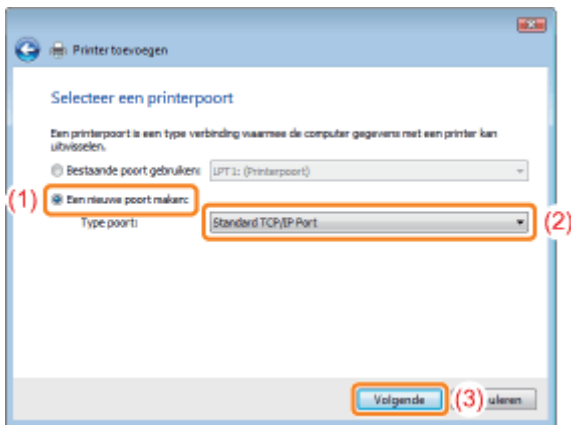 Printer toevoegen
Selecteer een printerpoort
Een printerpoort is een type verbinding waarmee de computer gegevens met een printer kan
uitwisselen.
Bestaande poort gebruiken: LPT1: (Printerpoort)
(1) Een nieuwe poort maken:
Type poort: Standard TCP/IP Port (2)
Volgende (3) uleren